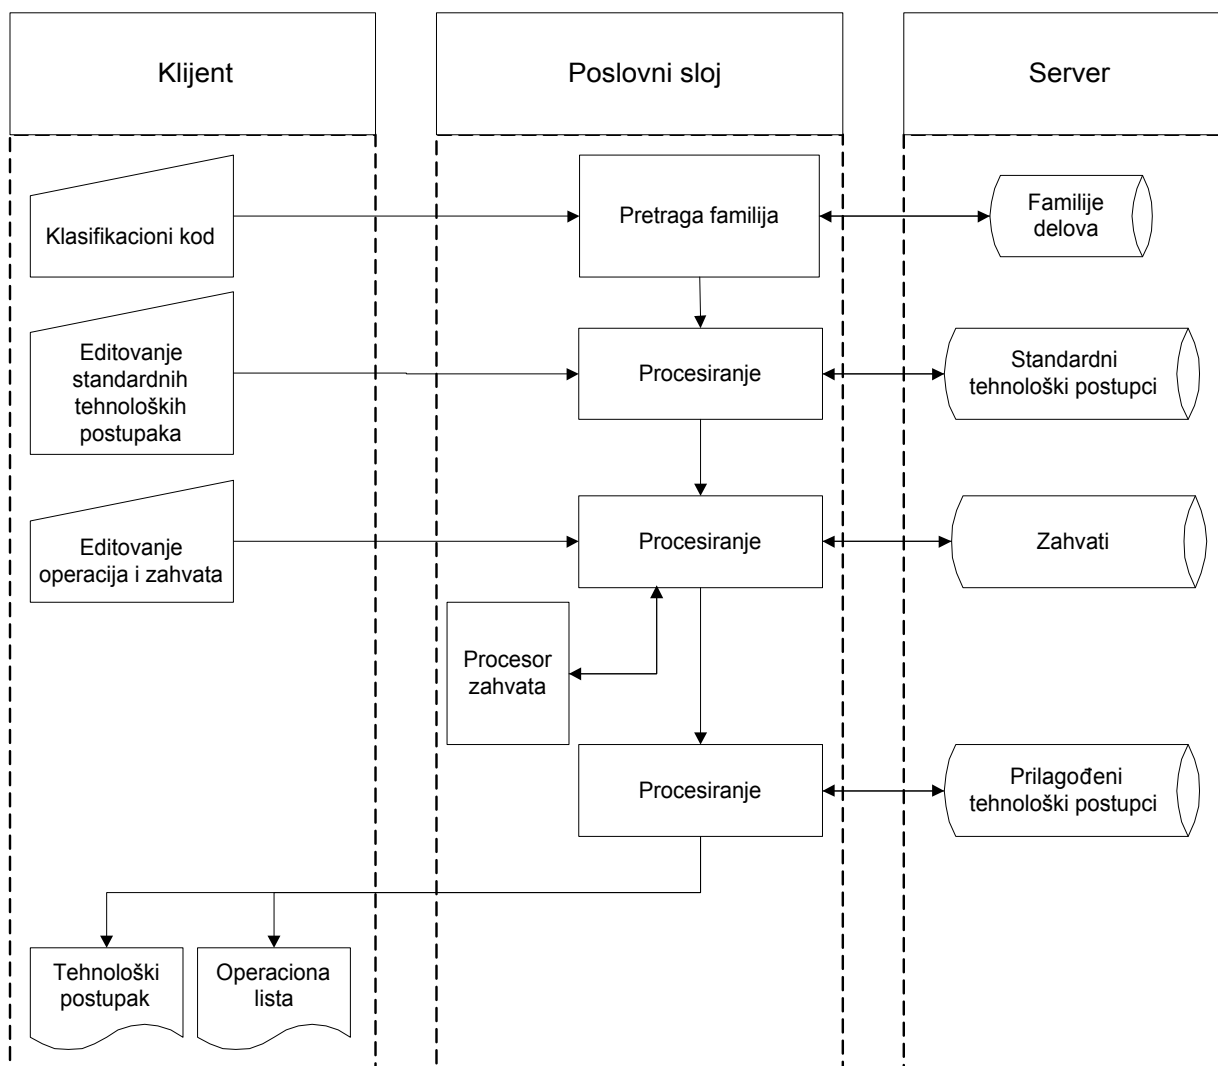 Klijent
Poslovni sloj
Server
Klasifikacioni kod
Pretraga familija
Familije
delova
Editovanje
standardnih
tehnoloških
postupaka
Procesiranje
Standardni
tehnološki postupci
Editovanje
operacija i zahvata
Procesiranje
Zahvati
Procesor
zahvata
Procesiranje
Prilagođeni
tehnološki postupci
Tehnološki
postupak
Operaciona
lista